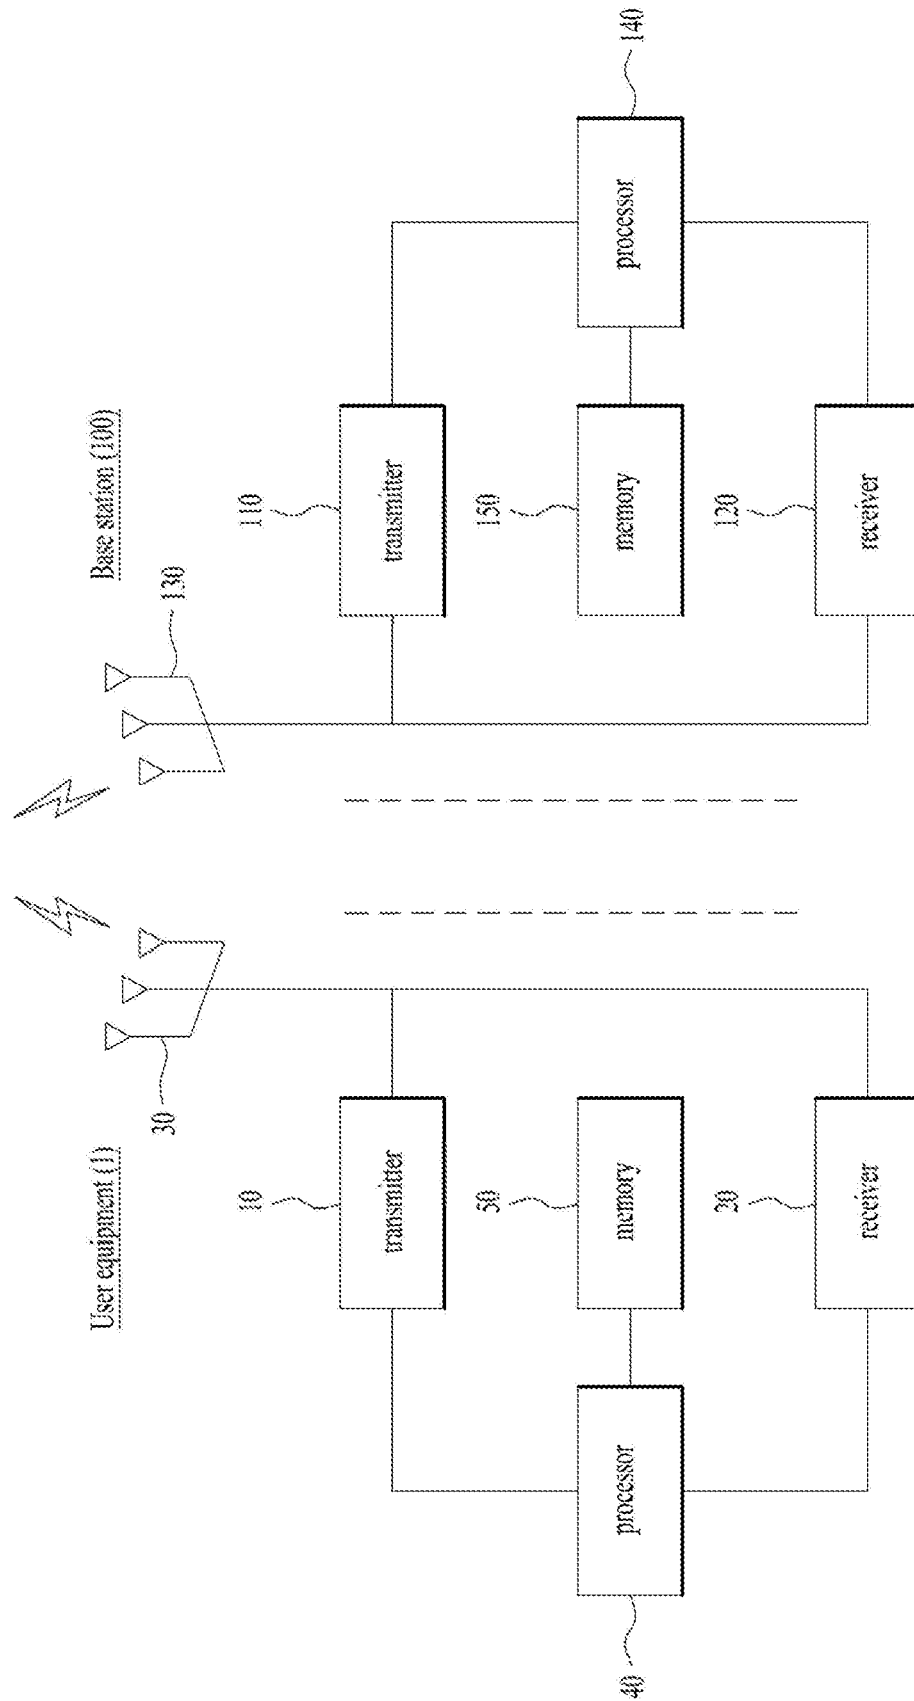 User equipment (1)
Base station (100)
30
130
10
transmitter
110
transmitter
40
processor
50
memory
150
memory
processor
140
20
receiver
120
receiver